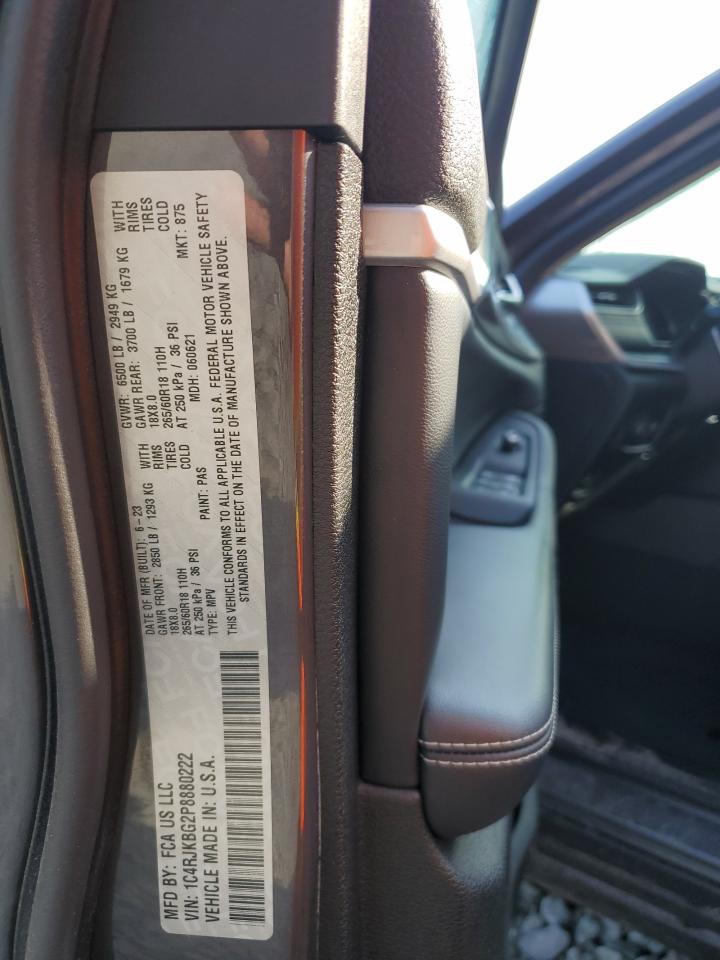 MFD BY: FCA US LLC
VIN: 1C4RJKBG2P8880222
VEHICLE MADE IN: U.S.A.
DATE OF MFR (BUILT): 6-23 GVWR: 6500 LB / 2949 KG
GAWR FRONT: 2850 LB / 1293 KG WITH GAWR REAR: 3700 LB / 1679 KG WITH
18X8.0 RIMS 18X8.0 RIMS
265/60R18 110H TIRES 265/60R18 110H TIRES
AT 250 kPa / 36 PSI COLD AT 250 kPa / 36 PSI COLD
TYPE: MPV PAINT: PAS MDH: 060621 MKT: 875
THIS VEHICLE CONFORMS TO ALL APPLICABLE U.S.A. FEDERAL MOTOR VEHICLE SAFETY
STANDARDS IN EFFECT ON THE DATE OF MANUFACTURE SHOWN ABOVE.